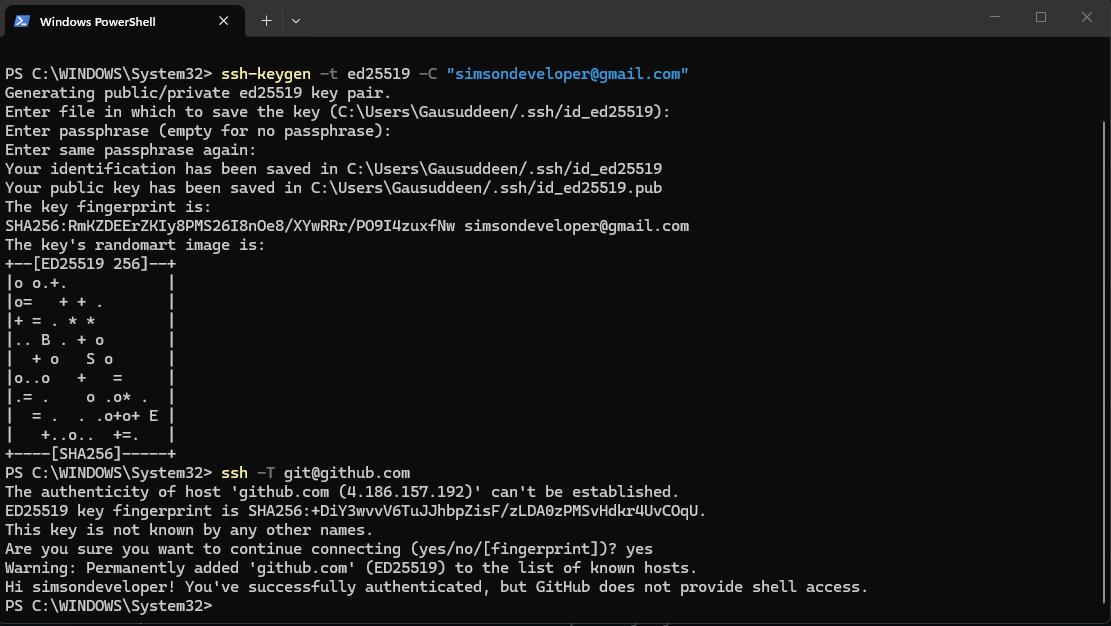 Windows PowerShell
PS C:\WINDOWS\System32> ssh-keygen -t ed25519 -C "simsondeveloper@gmail.com"
Generating public/private ed25519 key pair.
Enter file in which to save the key (C:\Users\Gausuddeen/.ssh/id_ed25519):
Enter passphrase (empty for no passphrase):
Enter same passphrase again:
Your identification has been saved in C:\Users\Gausuddeen/.ssh/id_ed25519
Your public key has been saved in C:\Users\Gausuddeen/.ssh/id_ed25519.pub
The key fingerprint is:
SHA256:RmKZDEErZKIy8PMS26I8nOe8/XYwRRr/PO9I4zuxfNw simsondeveloper@gmail.com
The key's randomart image is:
+--[ED25519 256]--+
|o o.+.           |
|o=   + + .       |
|+ = . * *        |
|.. B . + o       |
|  + o   S o      |
|o..o   +   =     |
|.= .    o .o* .  |
|  = .  . .o+o+ E |
|   +..o..  +=.   |
+----[SHA256]-----+
PS C:\WINDOWS\System32> ssh -T git@github.com
The authenticity of host 'github.com (4.186.157.192)' can't be established.
ED25519 key fingerprint is SHA256:+DiY3wvvV6TuJJhbpZisF/zLDA0zPMSvHdkr4UvCOqU.
This key is not known by any other names.
Are you sure you want to continue connecting (yes/no/[fingerprint])? yes
Warning: Permanently added 'github.com' (ED25519) to the list of known hosts.
Hi simsondeveloper! You've successfully authenticated, but GitHub does not provide shell access.
PS C:\WINDOWS\System32>